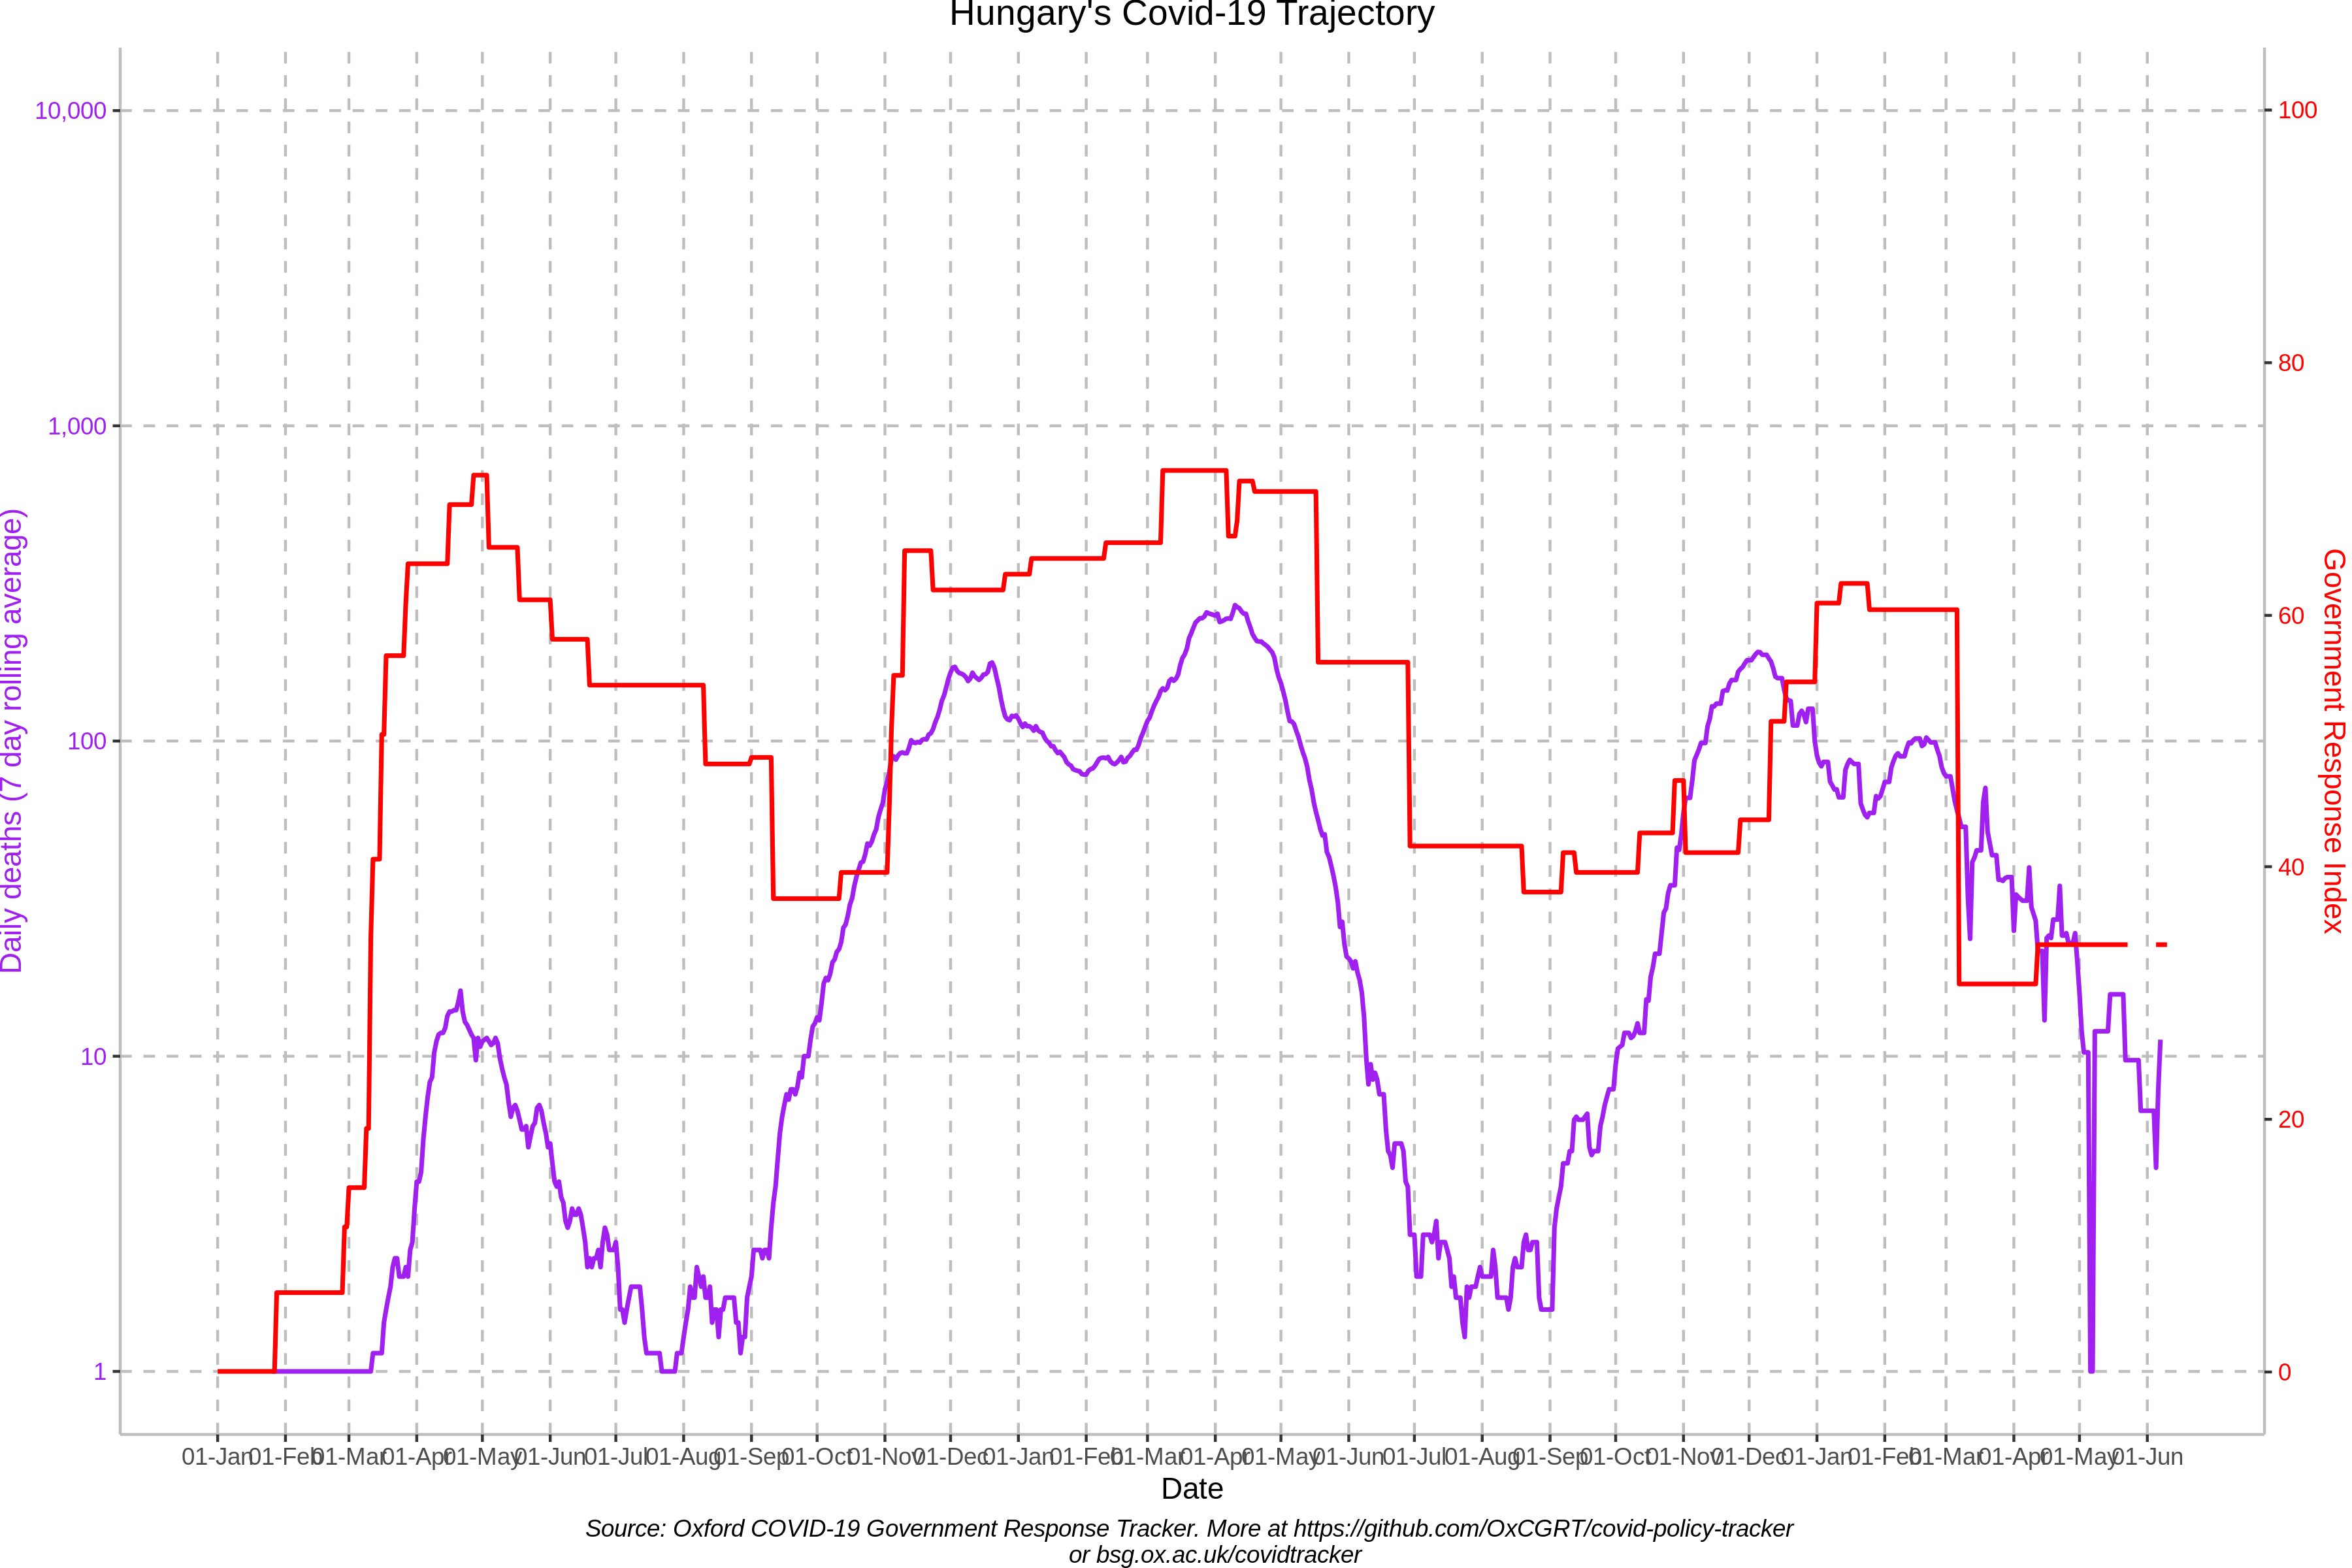 Hungary's Covid-19 Trajectory
10,000
1,000
100
10
1
Daily deaths (7 day rolling average)
100
80
60
40
20
0
Government Response Index
01-Jan 01-Feb 01-Mar 01-Apr 01-May 01-Jun 01-Jul 01-Aug 01-Sep 01-Oct 01-Nov 01-Dec 01-Jan 01-Feb 01-Mar 01-Apr 01-May 01-Jun 01-Jul 01-Aug 01-Sep 01-Oct 01-Nov 01-Dec 01-Jan 01-Feb 01-Mar 01-Apr 01-May 01-Jun
Date
Source: Oxford COVID-19 Government Response Tracker. More at https://github.com/OxCGRT/covid-policy-tracker
or bsg.ox.ac.uk/covidtracker